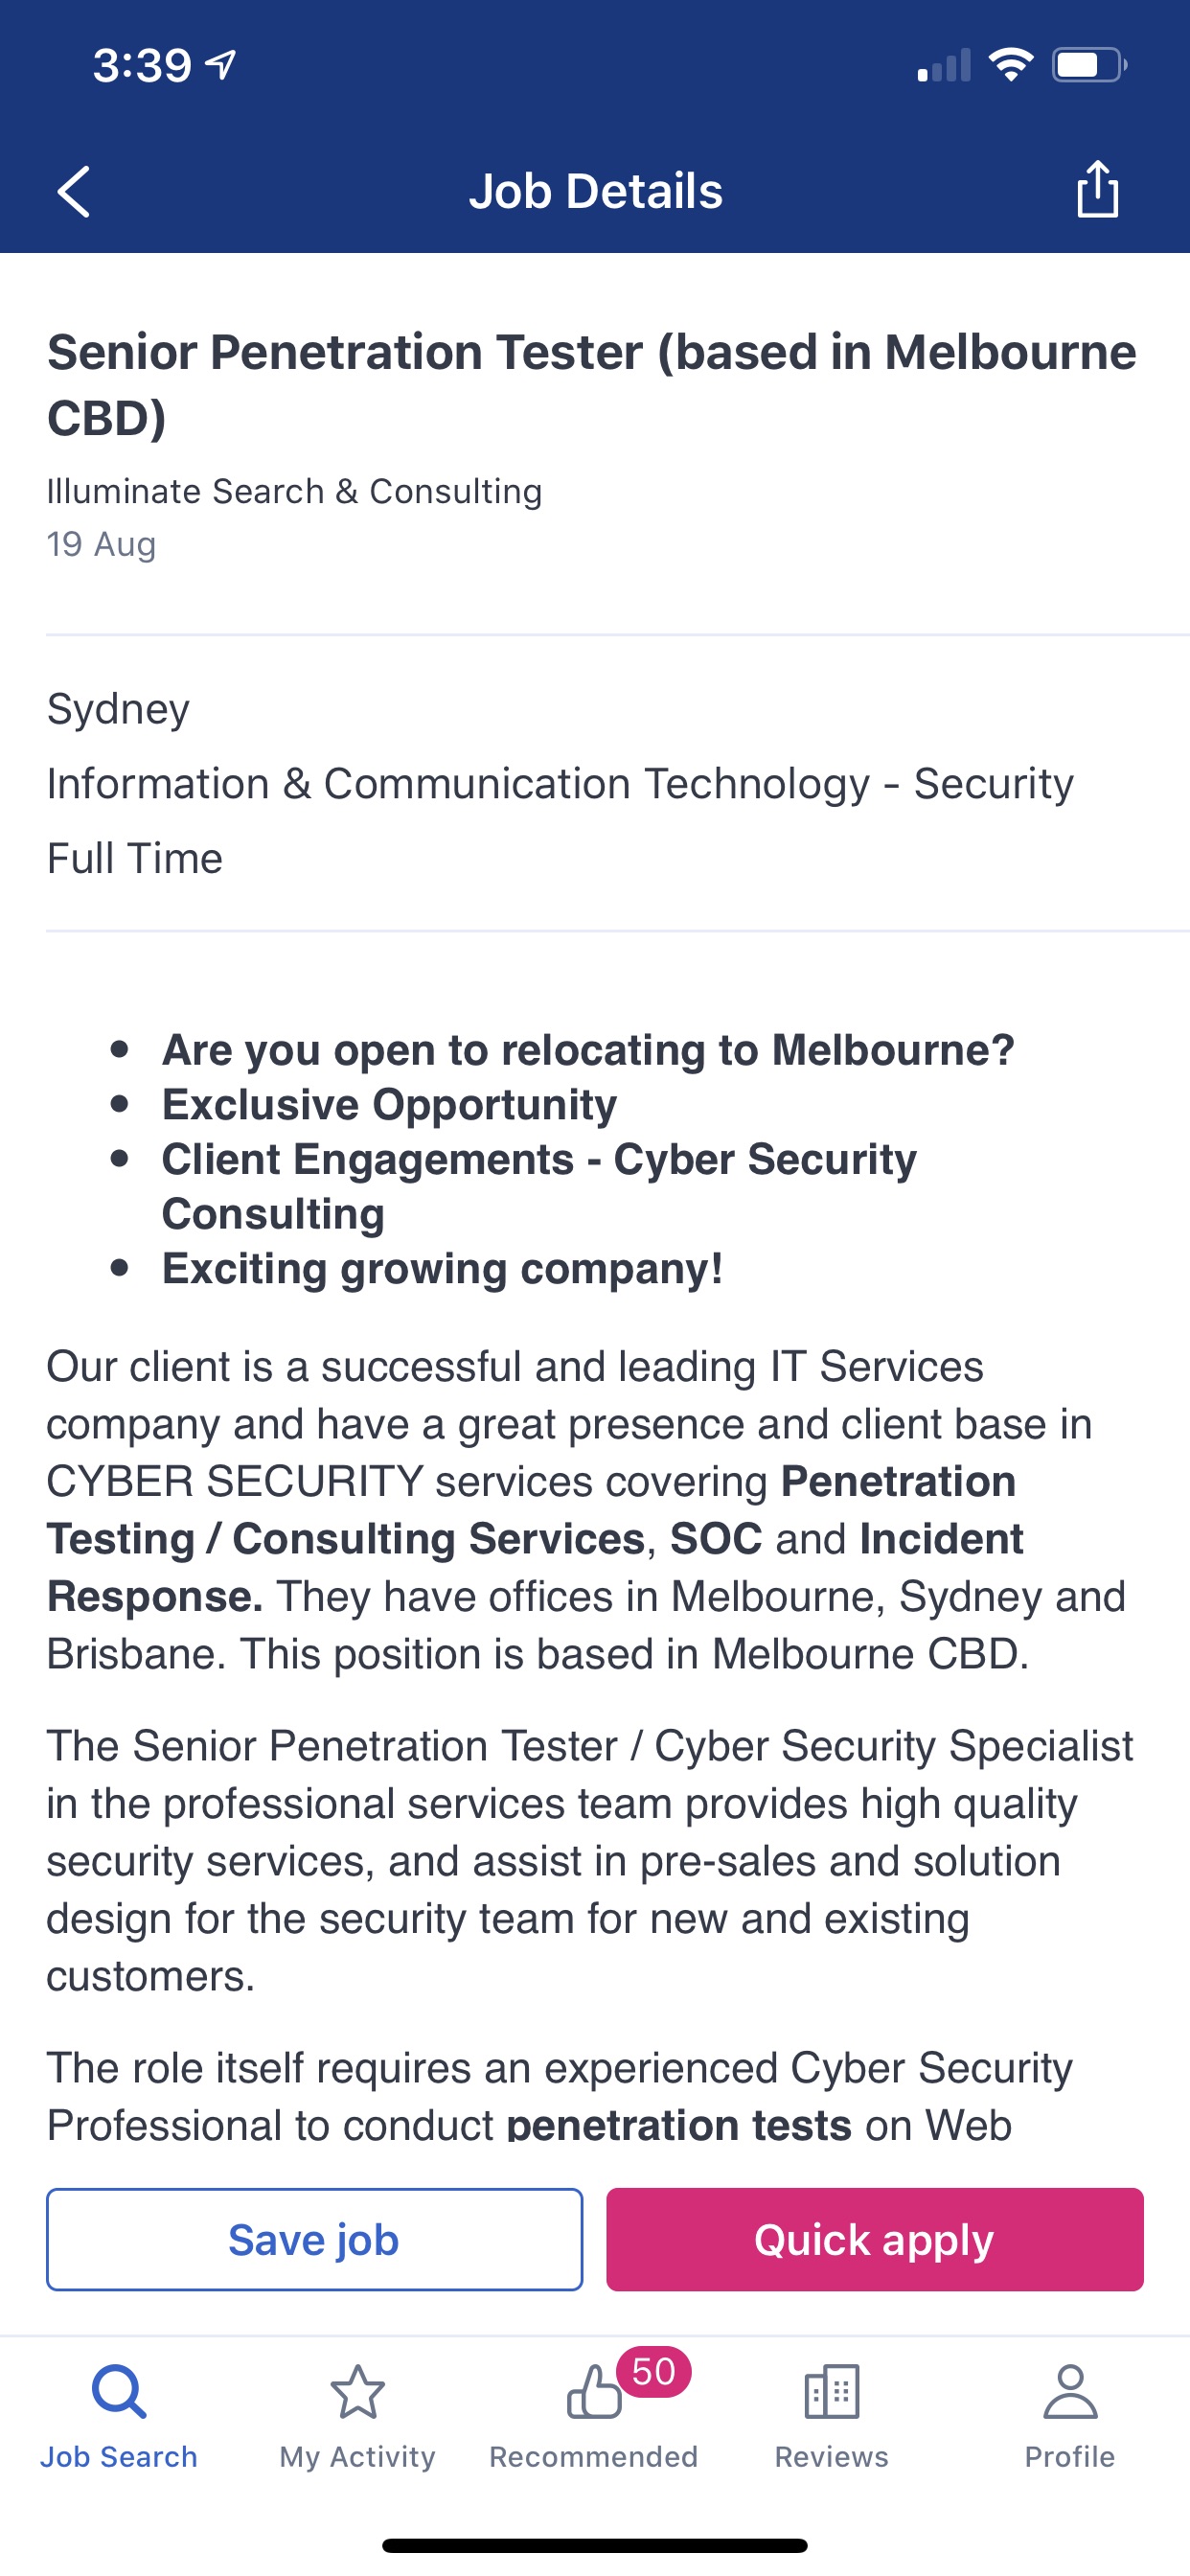 3:39
Job Details
Senior Penetration Tester (based in Melbourne
CBD)
Illuminate Search & Consulting
19 Aug
Sydney
Information & Communication Technology - Security
Full Time
• Are you open to relocating to Melbourne?
• Exclusive Opportunity
• Client Engagements - Cyber Security
Consulting
• Exciting growing company!
Our client is a successful and leading IT Services
company and have a great presence and client base in
CYBER SECURITY services covering Penetration
Testing / Consulting Services, SOC and Incident
Response. They have offices in Melbourne, Sydney and
Brisbane. This position is based in Melbourne CBD.
The Senior Penetration Tester / Cyber Security Specialist
in the professional services team provides high quality
security services, and assist in pre-sales and solution
design for the security team for new and existing
customers.
The role itself requires an experienced Cyber Security
Professional to conduct penetration tests on Web
Save job
Quick apply
50
Job Search
My Activity
Recommended
Reviews
Profile